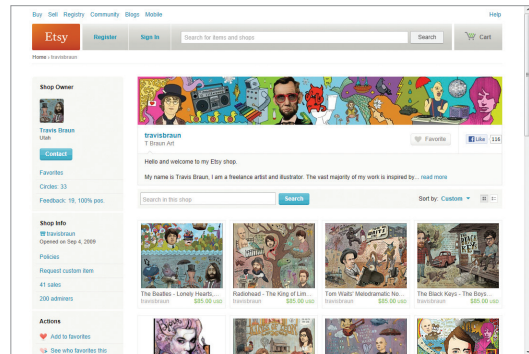 Buy Sell Registry Community Blogs Mobile Help
Etsy Register Sign In Search for items and shops Search Cart
Home › travisbraun
Shop Owner
Travis Braun
Utah
Contact
Favorites
Circles: 33
Feedback: 19, 100% pos.
Shop Info
travisbraun
Opened on Sep 4, 2009
Policies
Request custom item
41 sales
200 admirers
Actions
Add to favorites
See who favorites this
travisbraun
T Braun Art
Favorite
Like 116
Hello and welcome to my Etsy shop.
My name is Travis Braun, I am a freelance artist and illustrator. The vast majority of my work is inspired by... read more
Search in this shop Search Sort by: Custom
The Beatles - Lonely Hearts,...
travisbraun $85.00 USD
Radiohead - The King of Lim...
travisbraun $85.00 USD
Tom Waits' Melodramatic No...
travisbraun $85.00 USD
The Black Keys - The Boys...
travisbraun $85.00 USD